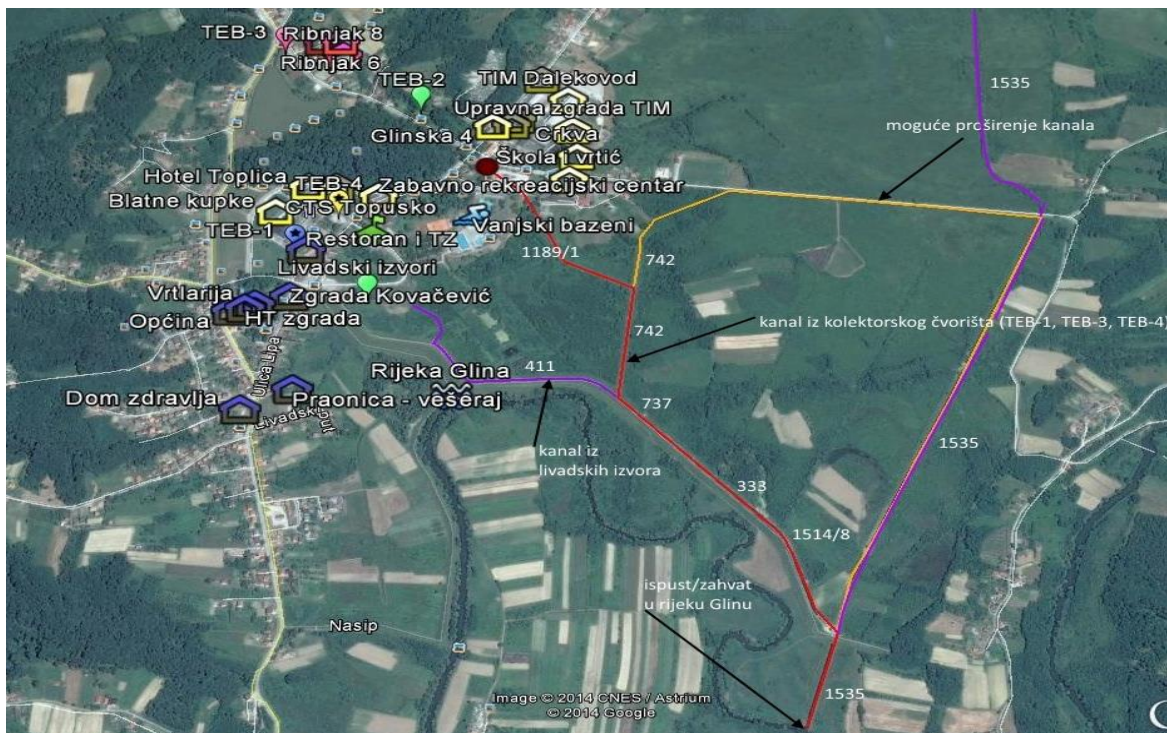 TEB-3
Ribnjak 8
Ribnjak 6
TEB-2
TIM Dalekovod
Upravna zgrada TIM
Glinska 4
Crkva
Škola i vrtić
Hotel Toplica
TEB-4
Zabavno rekreacijski centar
Blatne kupke
CTS Topusko
TEB-1
Vanjski bazeni
Restoran i TZ
Livadski izvori
Vrtlarija
Zgrada Kovačević
Općina
HT zgrada
Ulica Lipa
Dom zdravlja
Praonica - vešeraj
Livadski put
Rijeka Glina
Nasip
1535
moguće proširenje kanala
1189/1
742
742
kanal iz kolektorskog čvorišta (TEB-1, TEB-3, TEB-4)
411
737
kanal iz
livadskih izvora
333
1535
1514/8
ispust/zahvat
u rijeku Glinu
1535
Image © 2014 CNES / Astrium
© 2014 Google